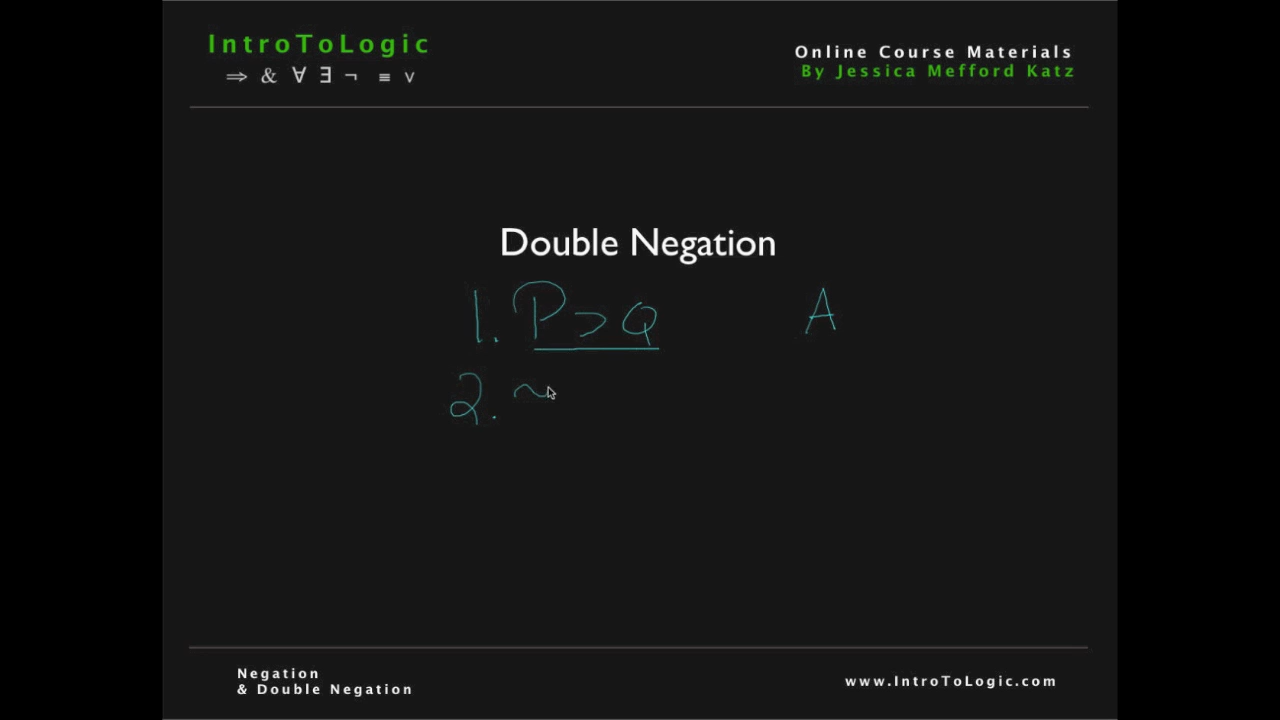 IntroToLogic
⇒ & ∀ ∃ ¬ ≡ v
Online Course Materials
By Jessica Mefford Katz
Double Negation
1. P ⊃ Q A
2. ~
Negation
& Double Negation
www.IntroToLogic.com